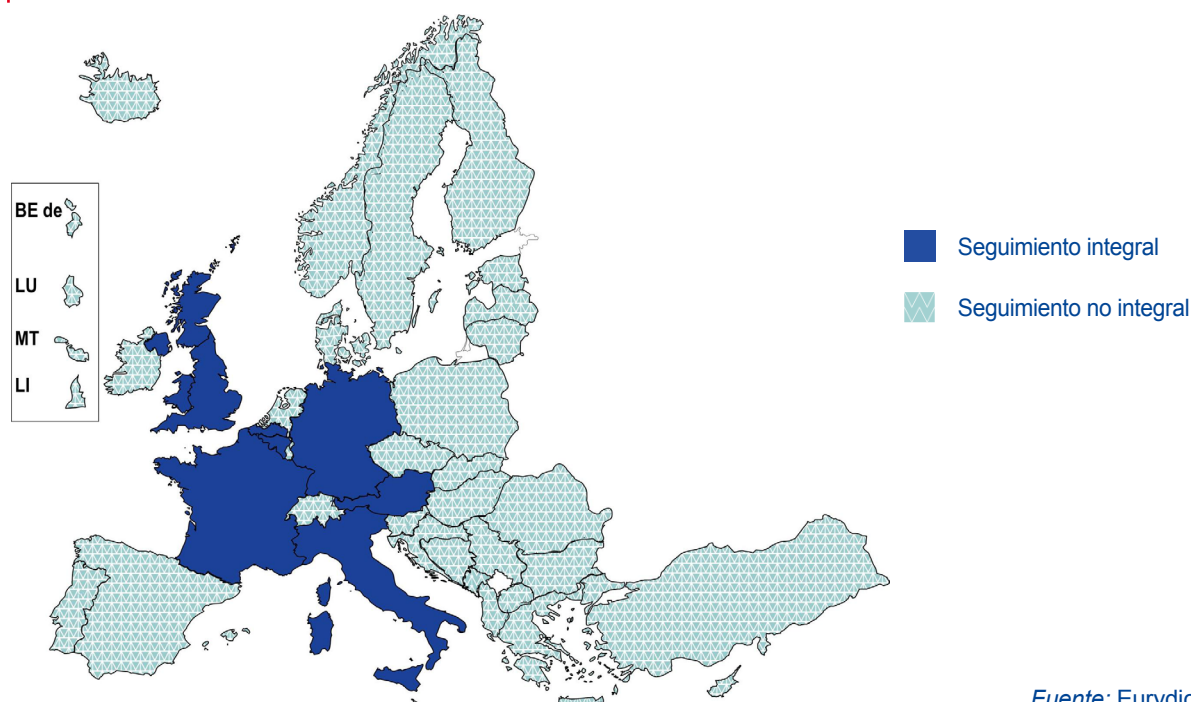 BE de
LU
MT
LI
Seguimiento integral
Seguimiento no integral
Fuente: